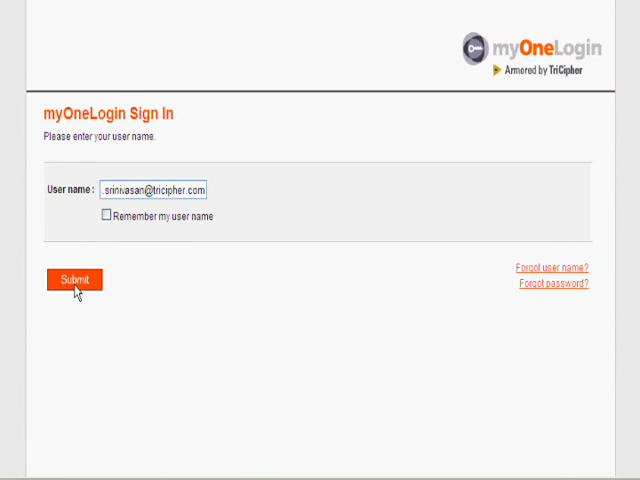 myOneLogin
Armored by TriCipher
myOneLogin Sign In
Please enter your user name.
User name :
.srinivasan@tricipher.com
Remember my user name
Submit
Forgot user name?
Forgot password?